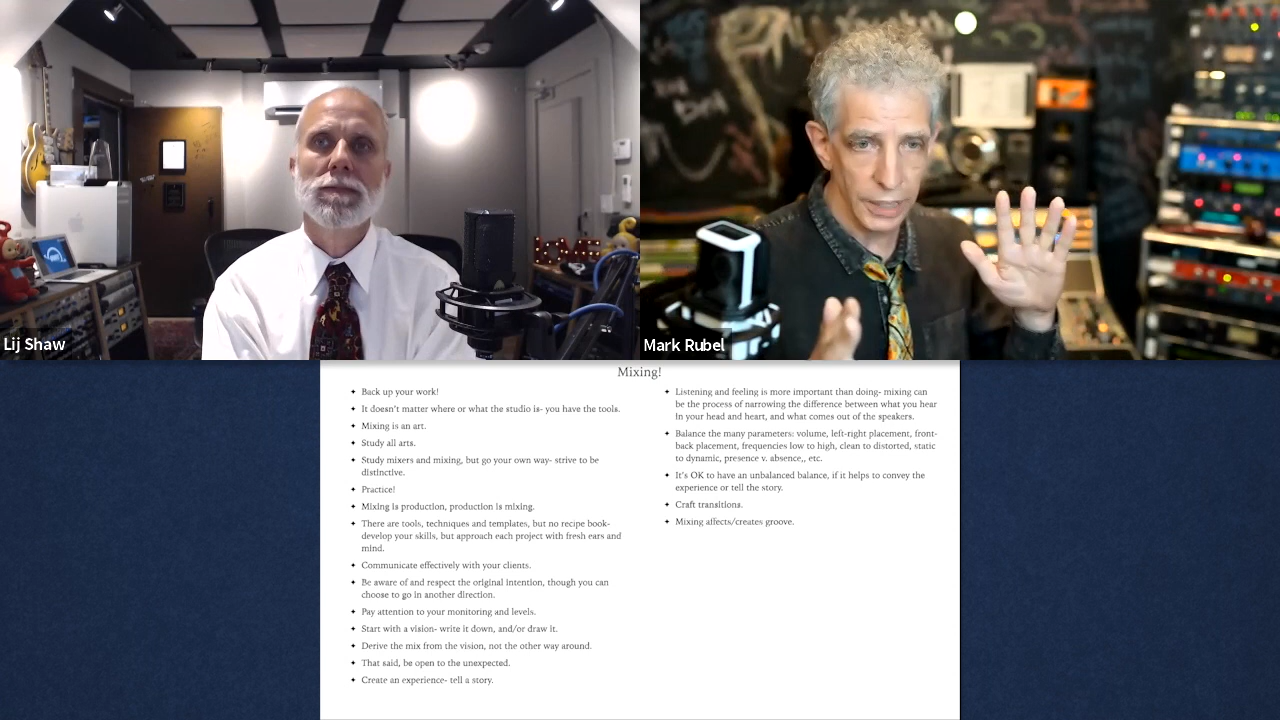 Lij Shaw
Mark Rubel
Mixing!
✦ Back up your work!
✦ It doesn't matter where or what the studio is- you have the tools.
✦ Mixing is an art.
✦ Study all arts.
✦ Study mixers and mixing, but go your own way- strive to be
distinctive.
✦ Practice!
✦ Mixing is production, production is mixing.
✦ There are tools, techniques and templates, but no recipe book-
develop your skills, but approach each project with fresh ears and
mind.
✦ Communicate effectively with your clients.
✦ Be aware of and respect the original intention, though you can
choose to go in another direction.
✦ Pay attention to your monitoring and levels.
✦ Start with a vision- write it down, and/or draw it.
✦ Derive the mix from the vision, not the other way around.
✦ That said, be open to the unexpected.
✦ Create an experience- tell a story.
✦ Listening and feeling is more important than doing- mixing can
be the process of narrowing the difference between what you hear
in your head and heart, and what comes out of the speakers.
✦ Balance the many parameters: volume, left-right placement, front-
back placement, frequencies low to high, clean to distorted, static
to dynamic, presence v. absence,, etc.
✦ It's OK to have an unbalanced balance, if it helps to convey the
experience or tell the story.
✦ Craft transitions.
✦ Mixing affects/creates groove.